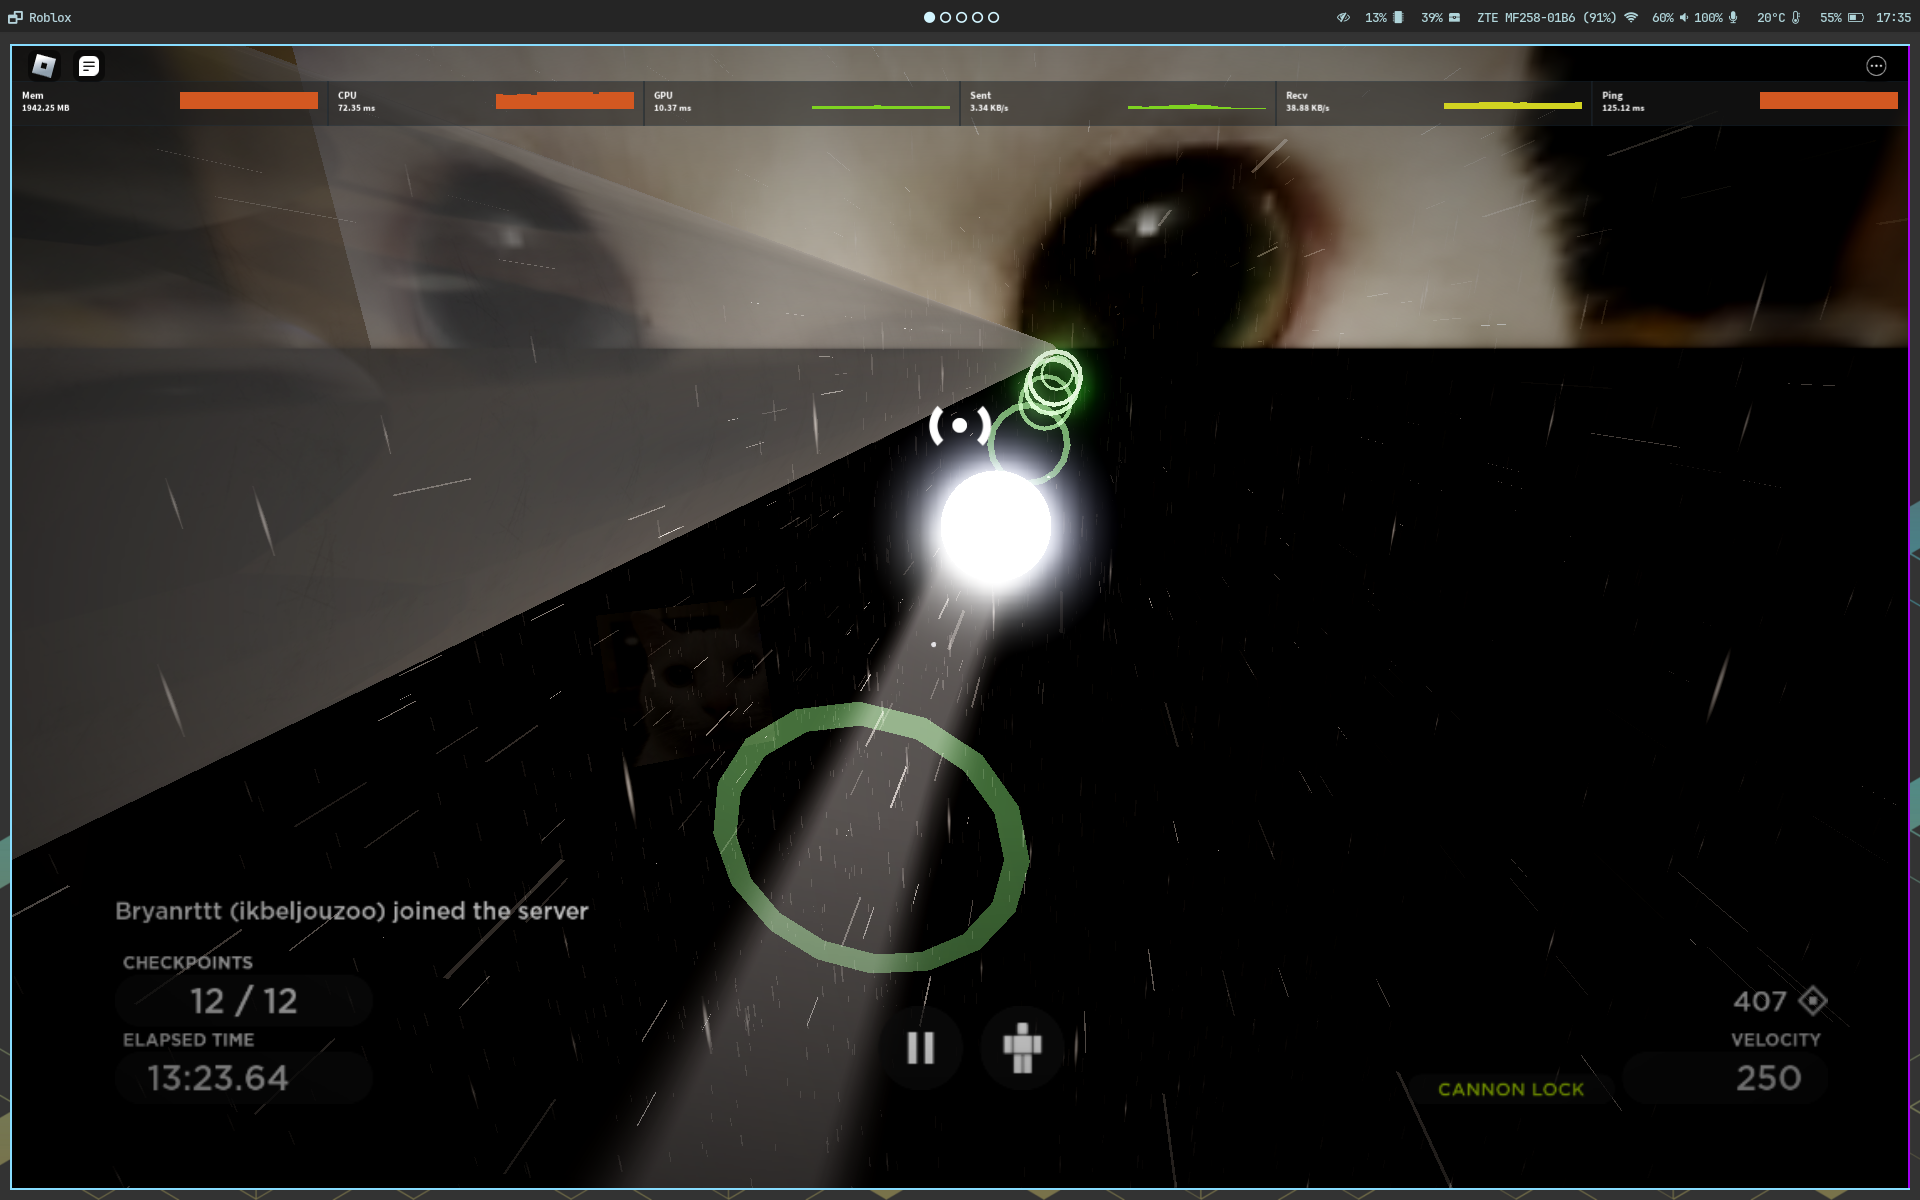 Roblox
13% 39% ZTE MF258-01B6 (91%) 60% 100% 20°C 55% 17:35
Mem CPU GPU Sent Recv Ping
1942.25 MB 72.35 ms 10.37 ms 3.34 KB/s 38.88 KB/s 125.12 ms
Bryanrttt (ikbeljouzoo) joined the server
CHECKPOINTS
12 / 12
ELAPSED TIME
13:23.64
407
VELOCITY
250
CANNON LOCK